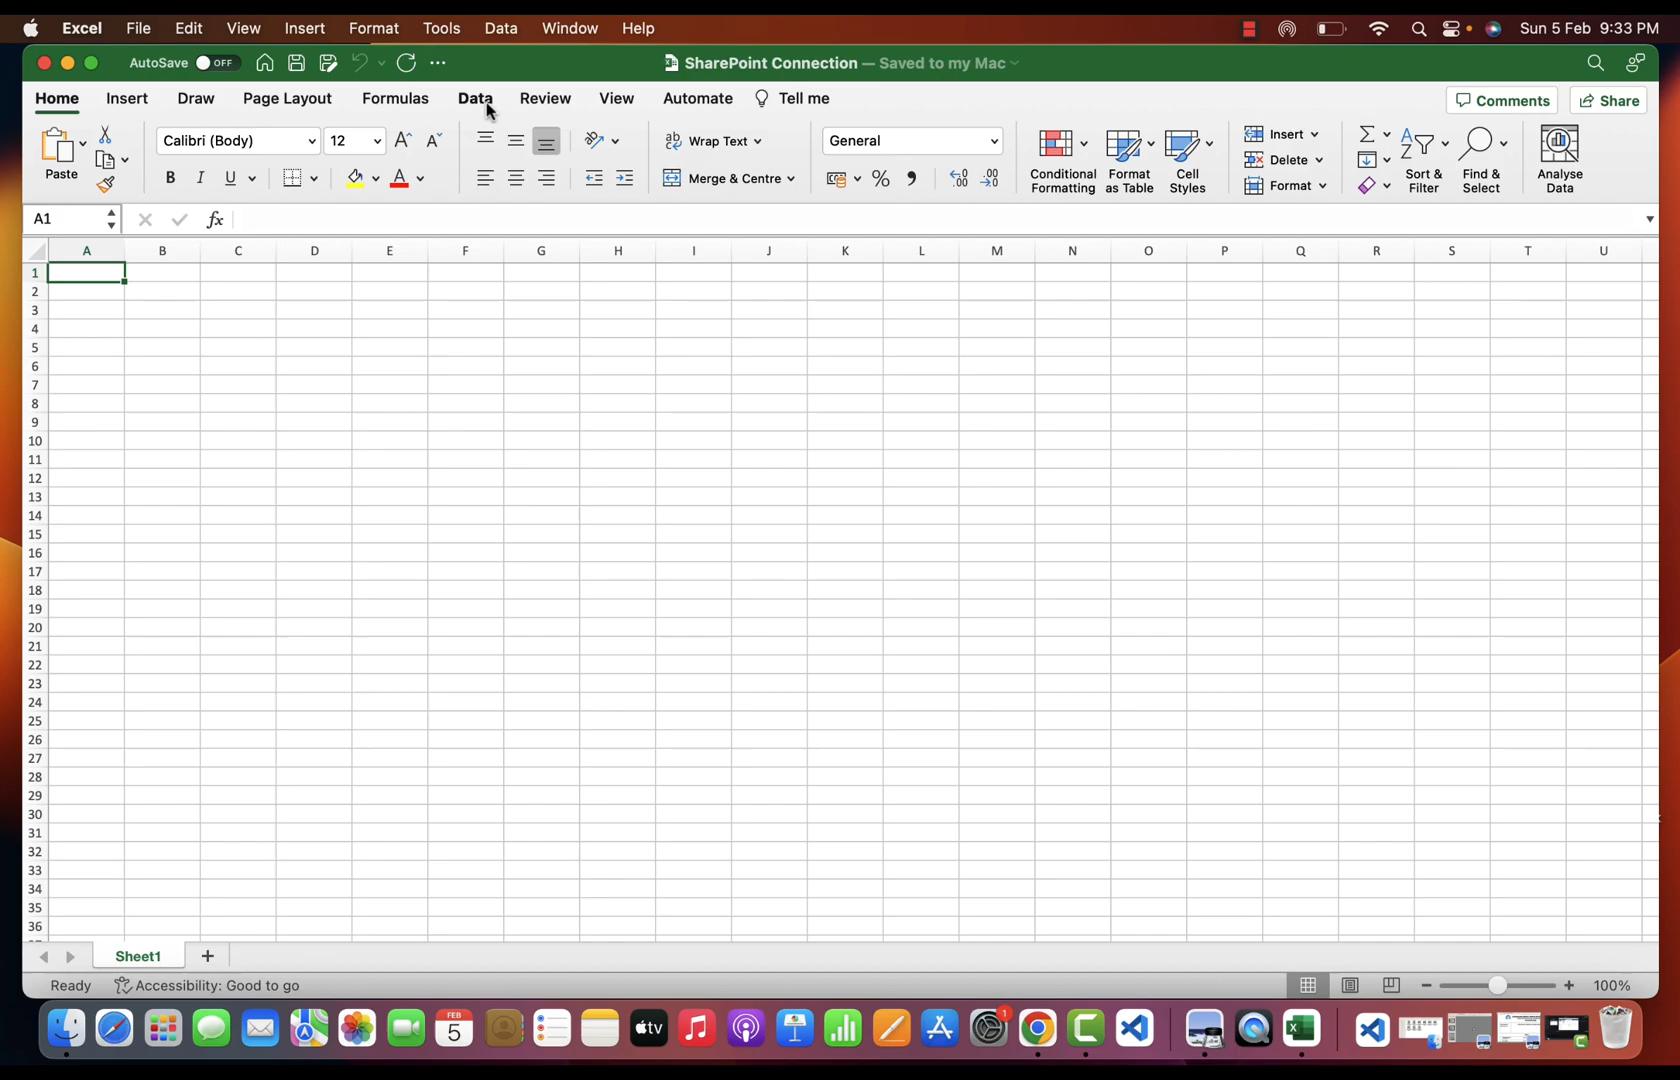 Excel File Edit View Insert Format Tools Data Window Help Sun 5 Feb 9:33 PM
AutoSave OFF SharePoint Connection — Saved to my Mac
Home Insert Draw Page Layout Formulas Data Review View Automate Tell me Comments Share
Paste
Calibri (Body) 12
B I U
Wrap Text
Merge & Centre
General
Conditional
Formatting
Format
as Table
Cell
Styles
Insert
Delete
Format
Sort &
Filter
Find &
Select
Analyse
Data
A1 fx
A B C D E F G H I J K L M N O P Q R S T U
1
2
3
4
5
6
7
8
9
10
11
12
13
14
15
16
17
18
19
20
21
22
23
24
25
26
27
28
29
30
31
32
33
34
35
36
Sheet1 +
Ready Accessibility: Good to go 100%
FEB
5
tv
1